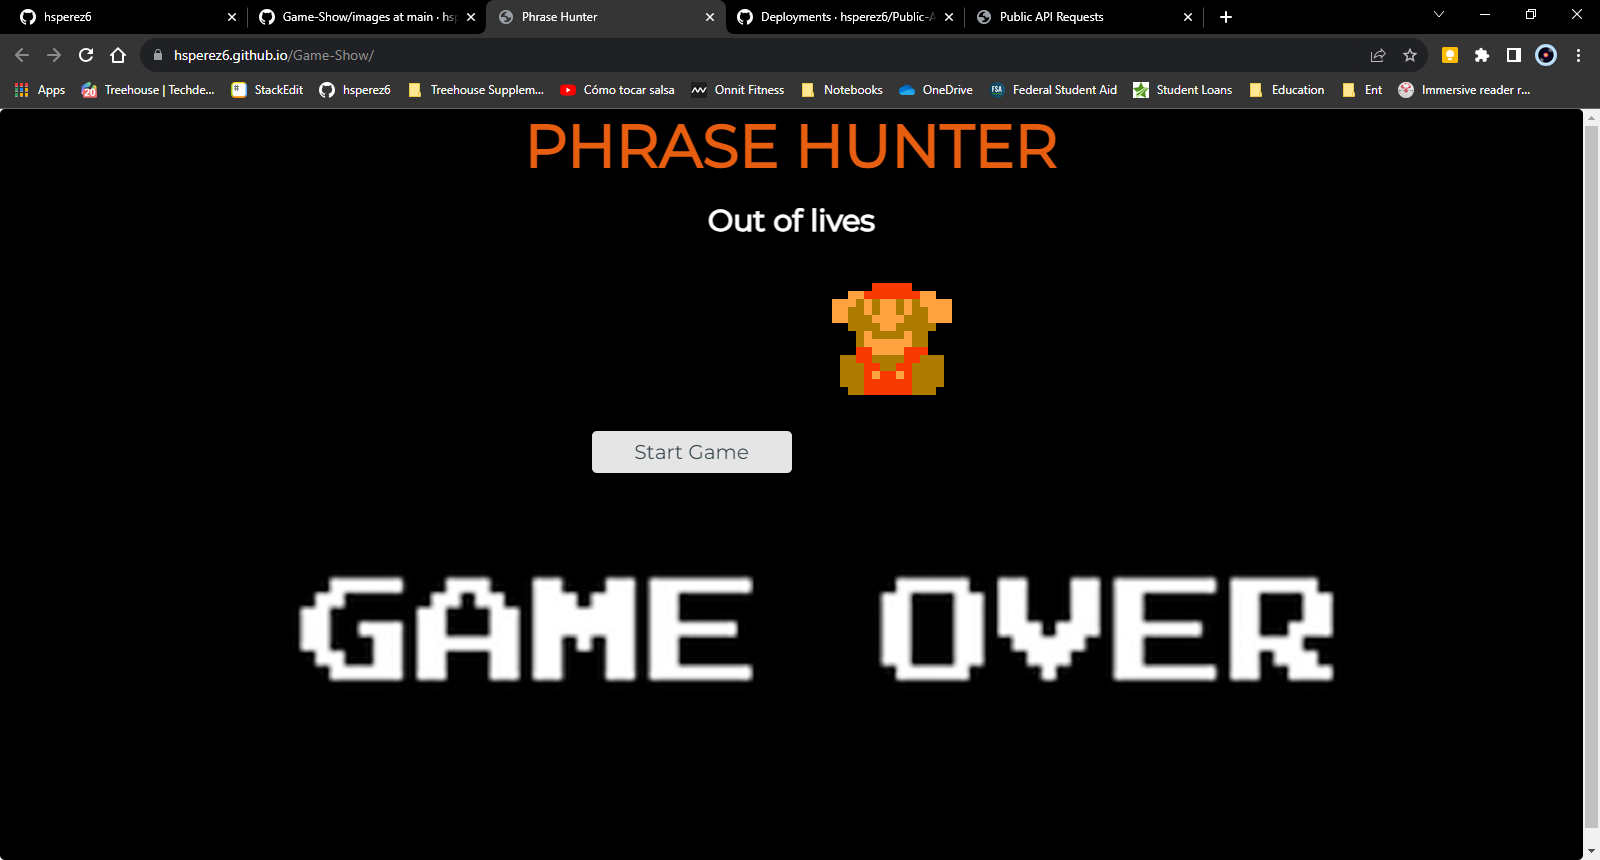 hsperez6
Game-Show/images at main · hsp
Phrase Hunter
Deployments · hsperez6/Public-A
Public API Requests
hsperez6.github.io/Game-Show/
Apps
Treehouse | Techde...
StackEdit
hsperez6
Treehouse Supplem...
Cómo tocar salsa
Onnit Fitness
Notebooks
OneDrive
FSA
Federal Student Aid
Student Loans
Education
Ent
Immersive reader r...
PHRASE HUNTER
Out of lives
Start Game
GAME OVER